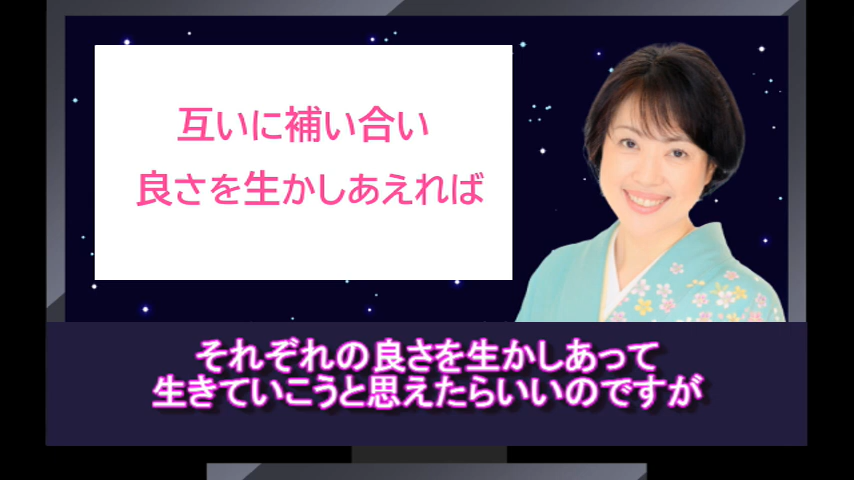 互いに補い合い
良さを生かしあえれば
それぞれの良さを生かしあって
生きていこうと思えたらいいのですが